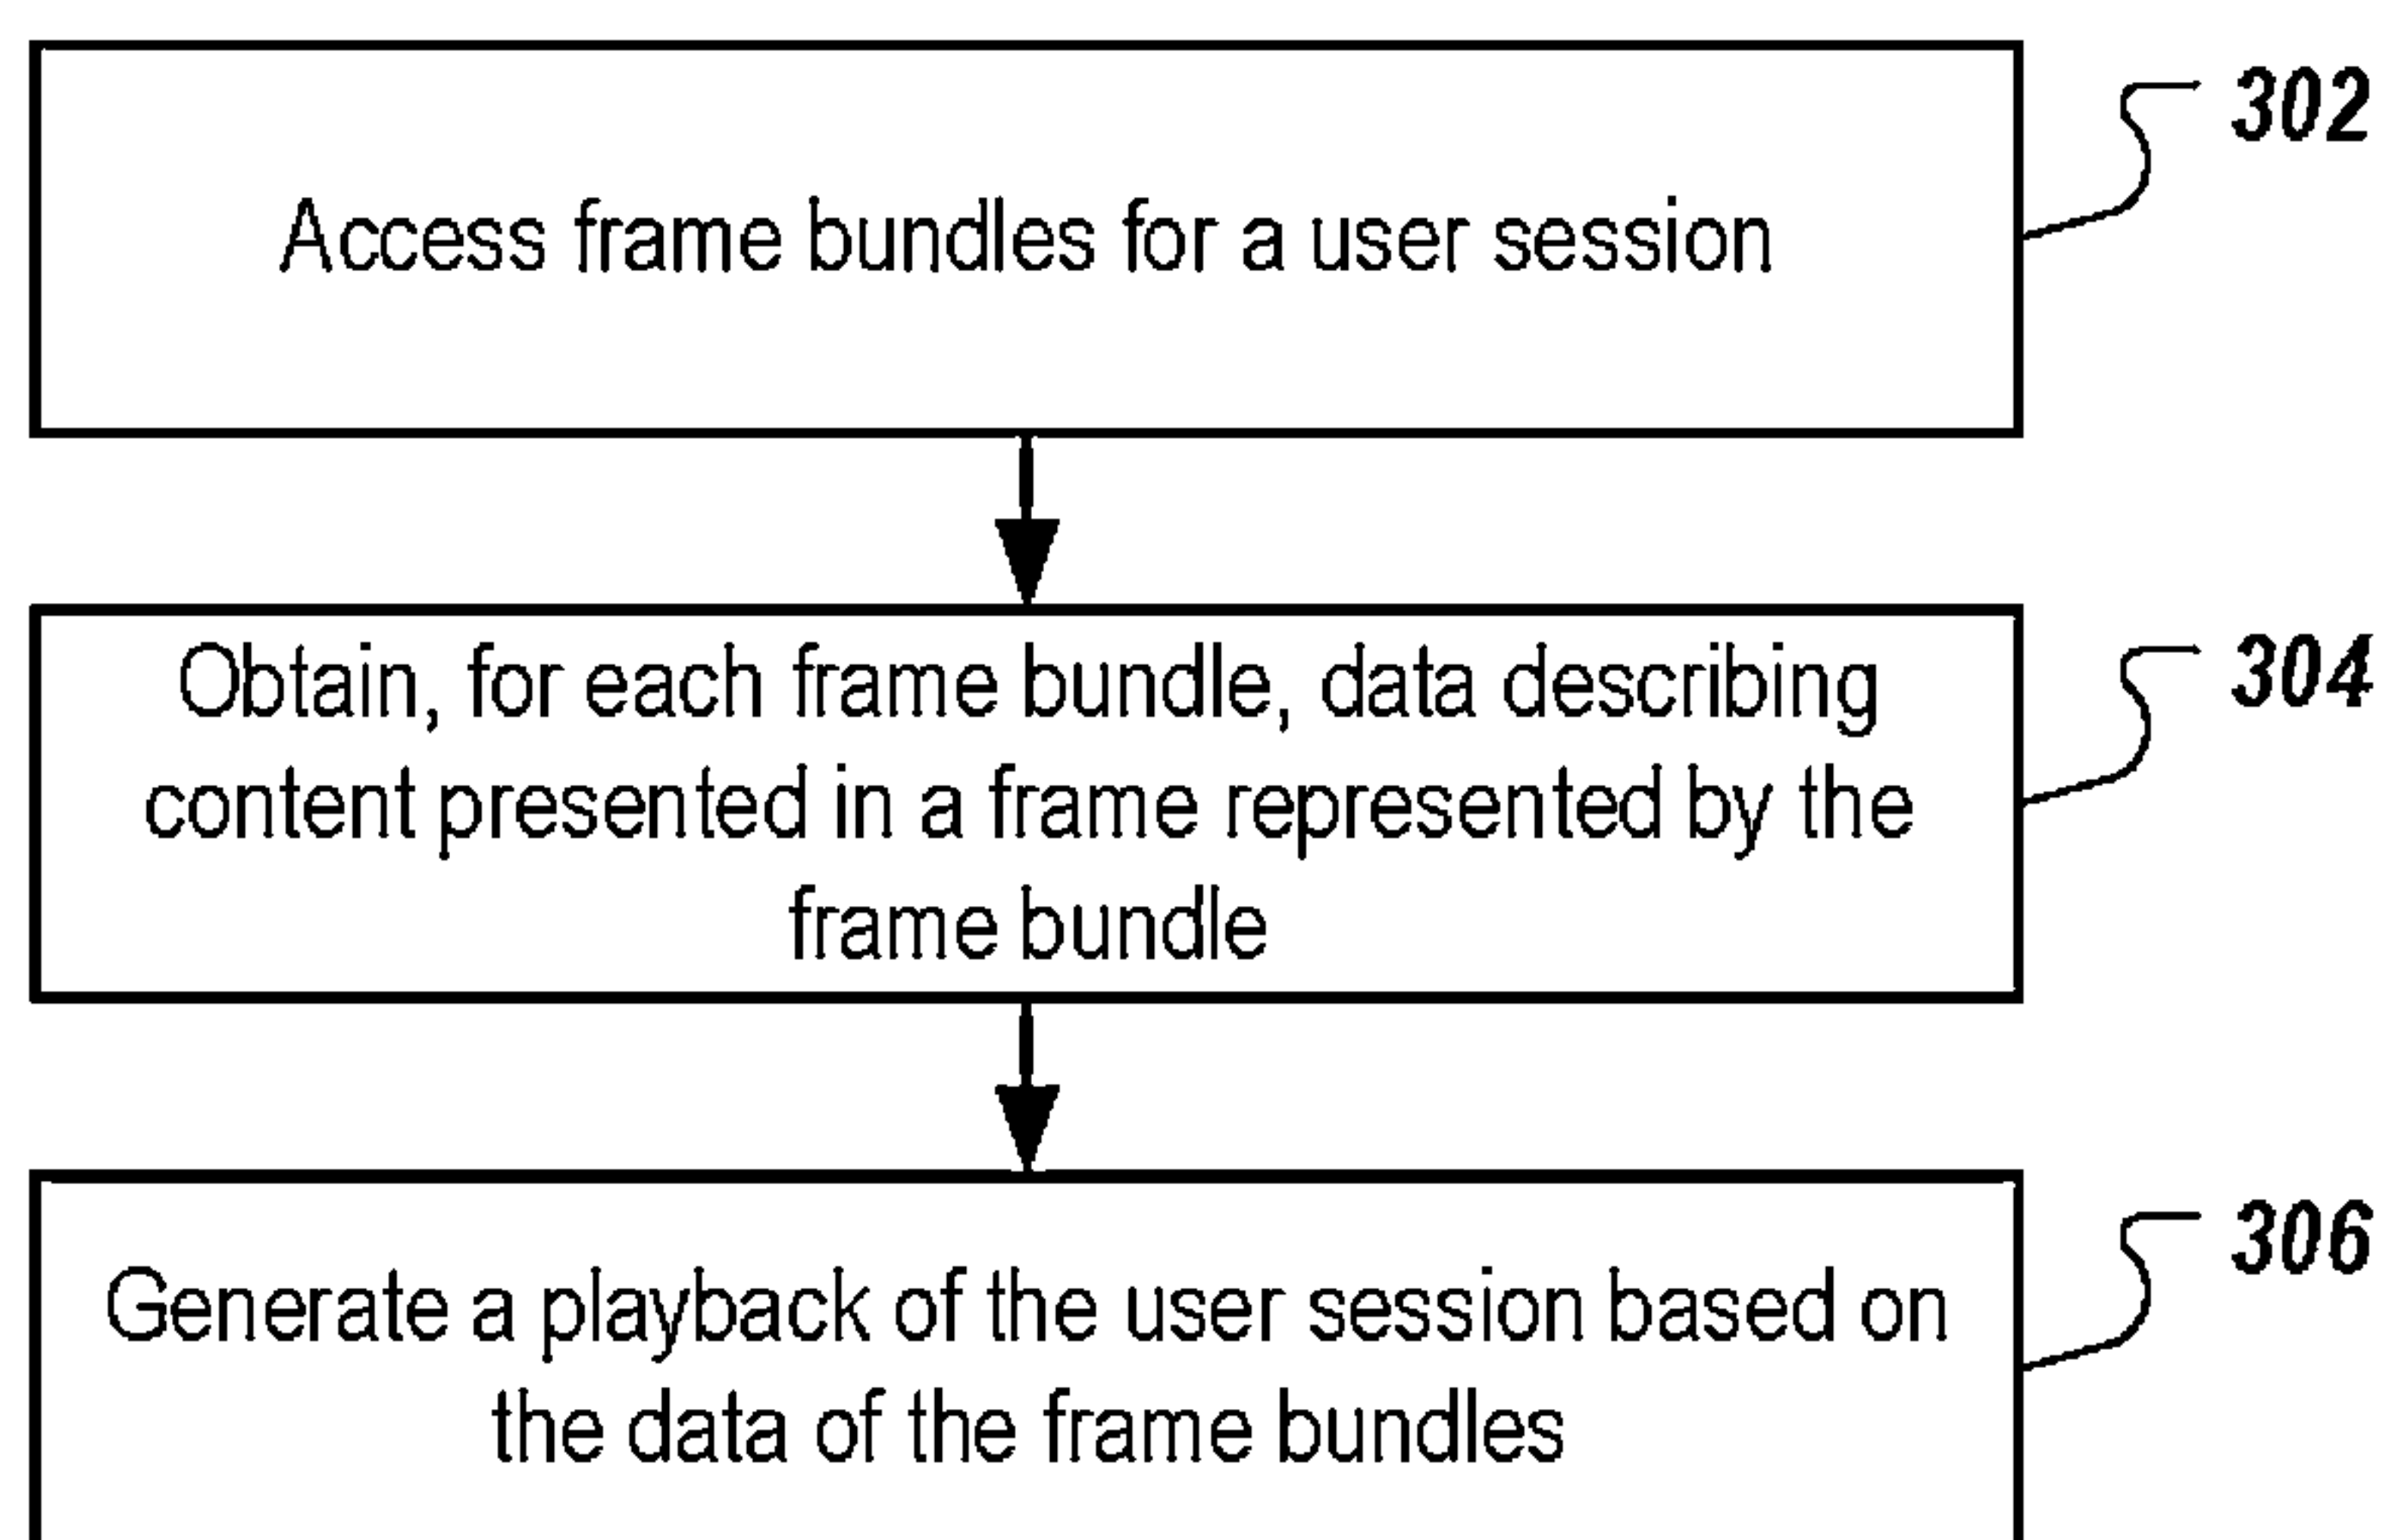 Access frame bundles for a user session
302
Obtain, for each frame bundle, data describing
content presented in a frame represented by the
frame bundle
304
Generate a playback of the user session based on
the data of the frame bundles
306